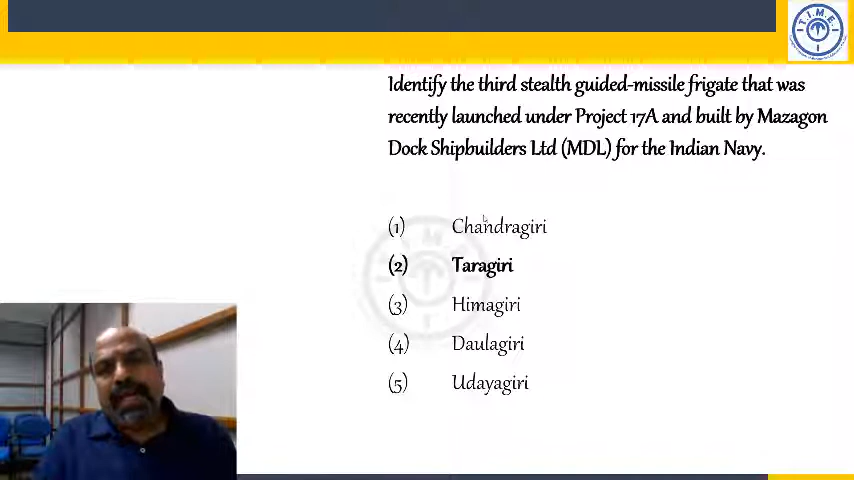 T.I.M.E.
Identify the third stealth guided-missile frigate that was
recently launched under Project 17A and built by Mazagon
Dock Shipbuilders Ltd (MDL) for the Indian Navy.
(1) Chandragiri
(2) Taragiri
(3) Himagiri
(4) Daulagiri
(5) Udayagiri